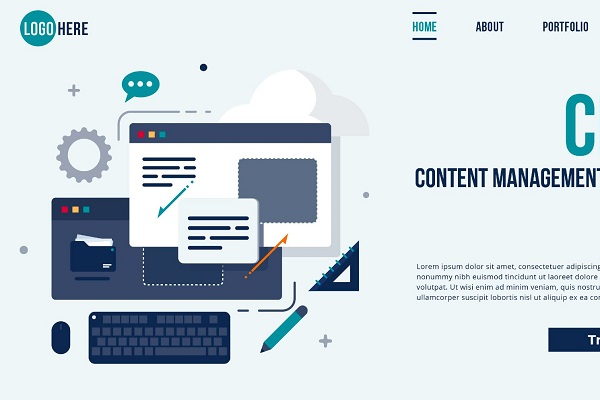 LOGO HERE
HOME ABOUT PORTFOLIO
C
CONTENT MANAGEMENT
Lorem ipsum dolor sit amet, consectetuer adipiscing
nonummy nibh euismod tincidunt ut laoreet dolore
volutpat. Ut wisi enim ad minim veniam, quis nostru
ullamcorper suscipit lobortis nisl ut aliquip ex ea co